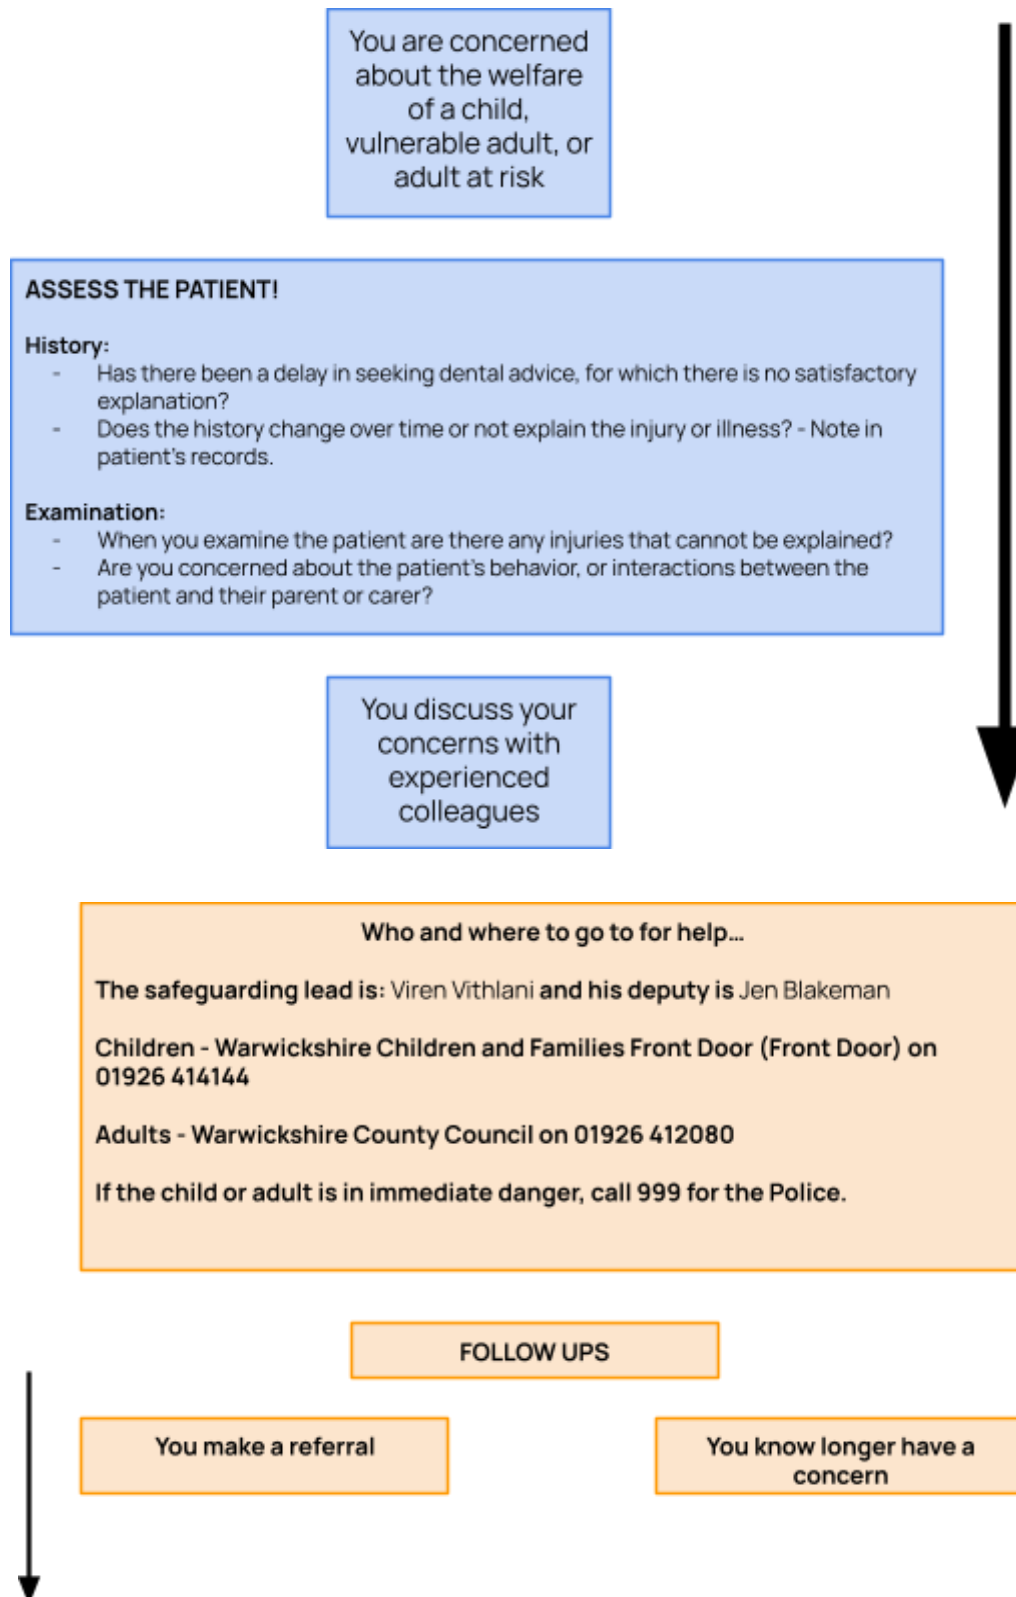 You are concerned
about the welfare
of a child,
vulnerable adult, or
adult at risk
ASSESS THE PATIENT!
History:
- Has there been a delay in seeking dental advice, for which there is no satisfactory
explanation?
- Does the history change over time or not explain the injury or illness? - Note in
patient's records.
Examination:
- When you examine the patient are there any injuries that cannot be explained?
- Are you concerned about the patient's behavior, or interactions between the
patient and their parent or carer?
You discuss your
concerns with
experienced
colleagues
Who and where to go to for help...
The safeguarding lead is: Viren Vithlani and his deputy is Jen Blakeman
Children - Warwickshire Children and Families Front Door (Front Door) on
01926 414144
Adults - Warwickshire County Council on 01926 412080
If the child or adult is in immediate danger, call 999 for the Police.
FOLLOW UPS
You make a referral
You know longer have a
concern